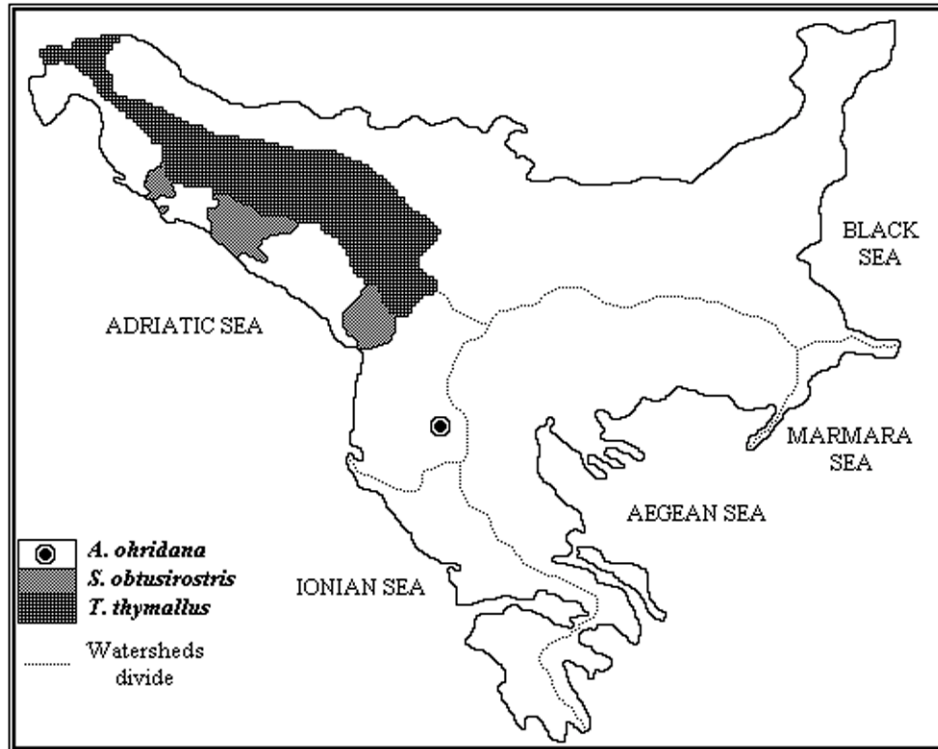 BLACK
SEA
ADRIATIC SEA
MARMARA
SEA
AEGEAN SEA
IONIAN SEA
A. ohridana
S. obtusirostris
T. thymallus
Watersheds
divide